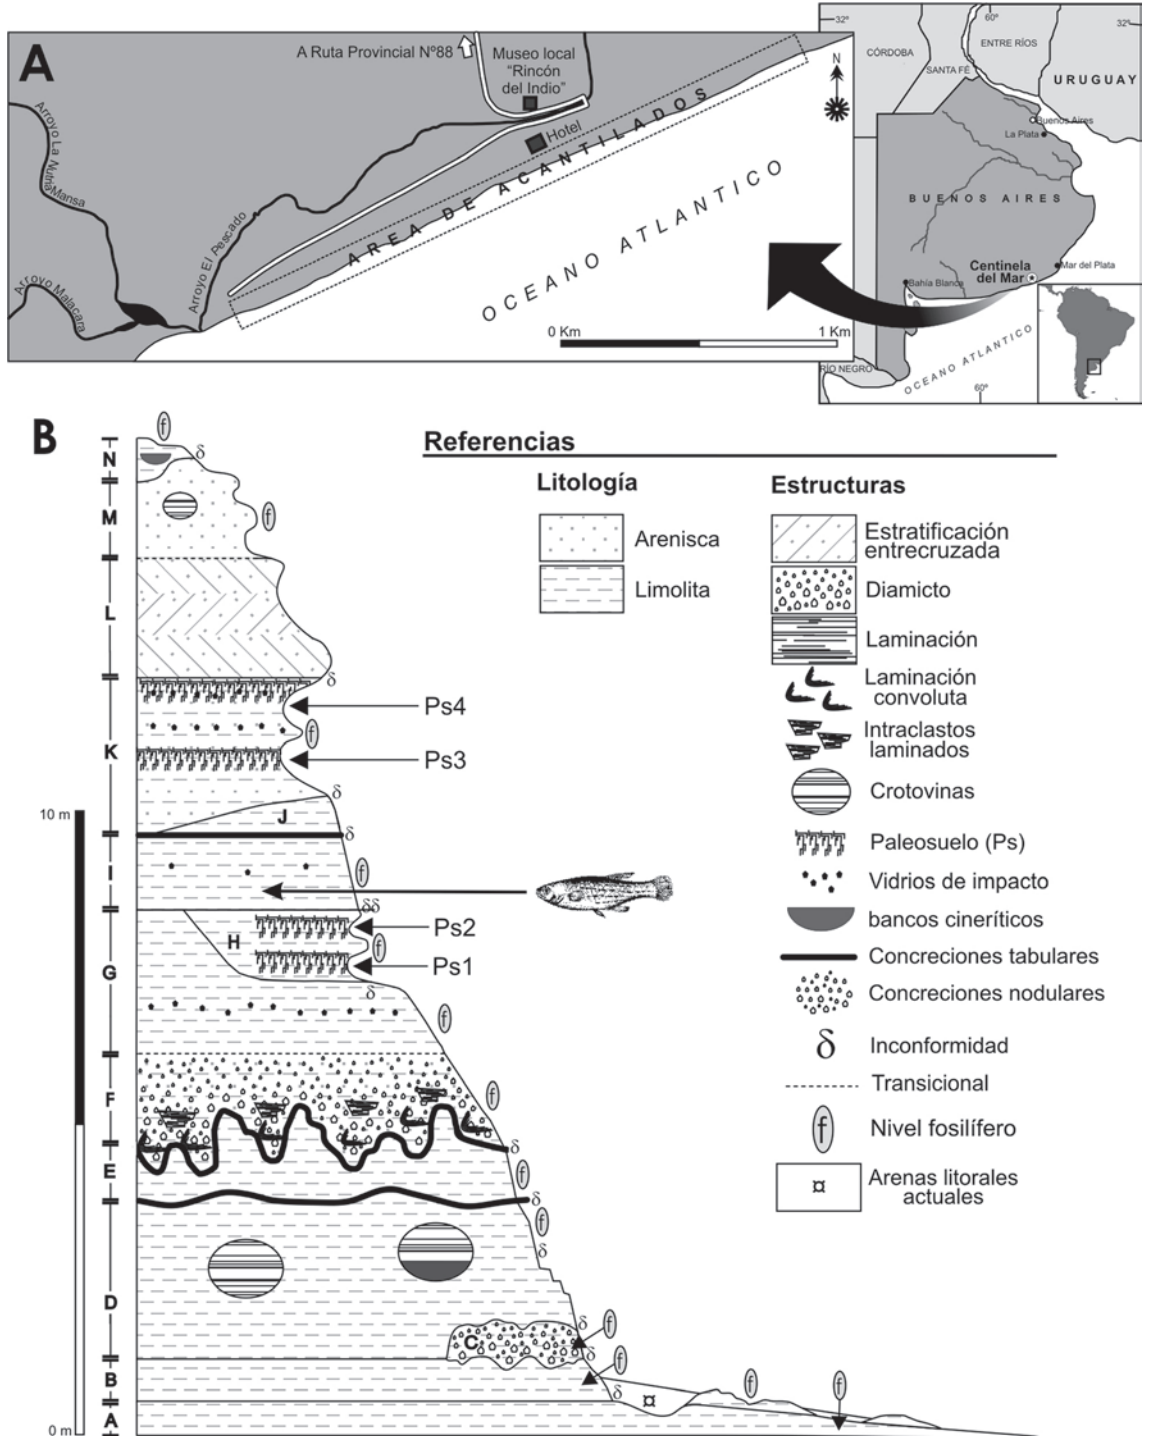 A
A Ruta Provincial Nº88
Museo local
"Rincón
del Indio"
Hotel
N
Arroyo La Nutria Mansa
Arroyo Malacara
Arroyo El Pescado
AREA DE ACANTILADOS
OCEANO ATLANTICO
0 Km
1 Km
32º
60º
32º
CÓRDOBA
SANTA FÉ
ENTRE RÍOS
URUGUAY
Buenos Aires
La Plata
BUENOS AIRES
Centinela
del Mar
Mar del Plata
Bahía Blanca
RÍO NEGRO
OCEANO ATLANTICO
60º
B
Referencias
Litología
Arenisca
Limolita
Estructuras
Estratificación
entrecruzada
Diamicto
Laminación
Laminación
convoluta
Intraclastos
laminados
Crotovinas
Paleosuelo (Ps)
Vidrios de impacto
bancos cineríticos
Concreciones tabulares
Concreciones nodulares
δ Inconformidad
Transicional
f Nivel fosilífero
¤ Arenas litorales
actuales
f
N
δ
M
f
L
δ
Ps4
K
f
Ps3
δ
J
10 m
δ
I
f
δδ
Ps2
H
f
G
Ps1
δ
f
F
f
δ
E
f
δ
f
δ
D
δ
f
C
δ
f
B
δ
¤
f
f
A
0 m